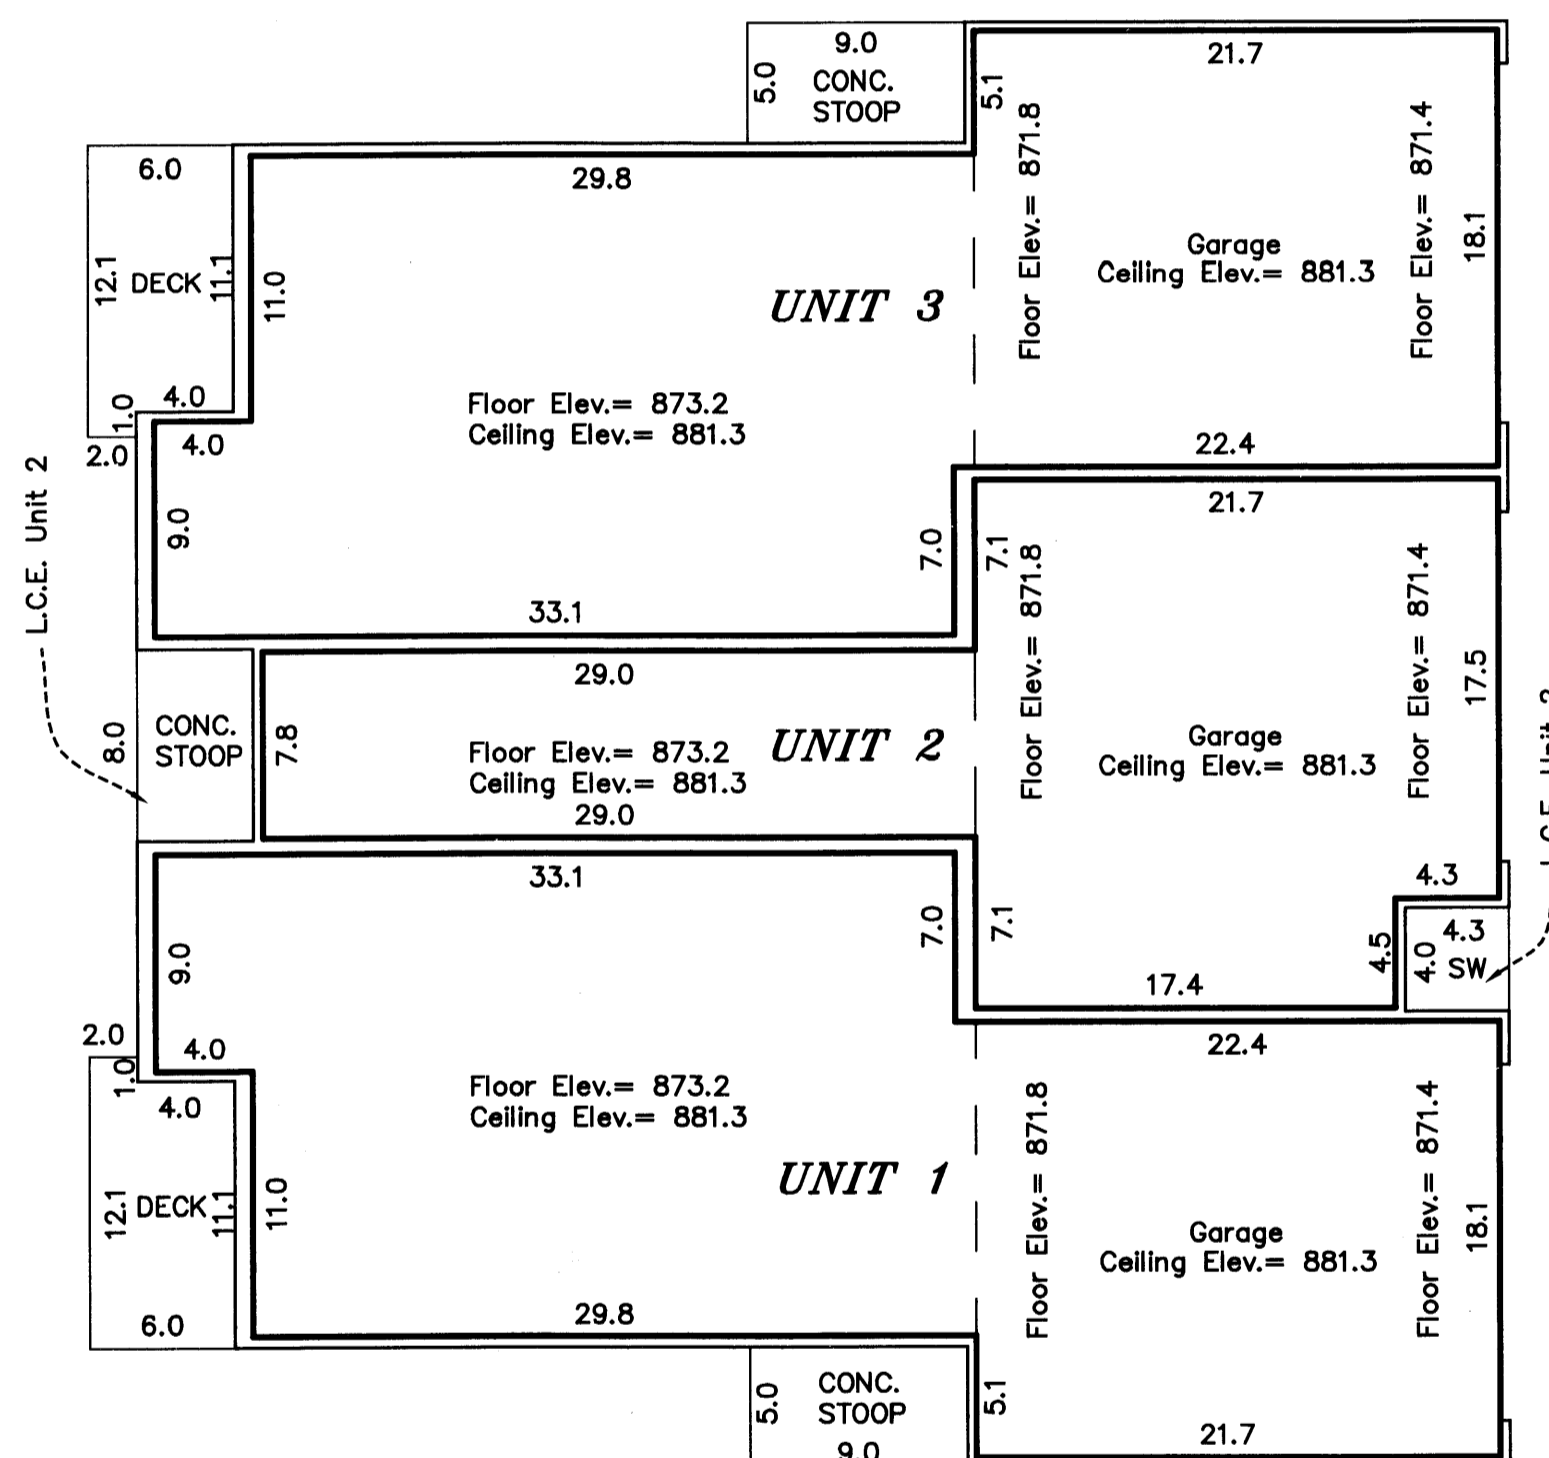 9.0
5.0
CONC.
STOOP
21.7
5.1
Floor Elev.= 871.8
Floor Elev.= 871.4
18.1
Garage
Ceiling Elev.= 881.3
6.0
29.8
12.1
DECK
11.1
11.0
UNIT 3
4.0
1.0
4.0
2.0
Floor Elev.= 873.2
Ceiling Elev.= 881.3
22.4
9.0
7.0
33.1
L.C.E. Unit 2
21.7
7.1
Floor Elev.= 871.8
Floor Elev.= 871.4
17.5
29.0
8.0
CONC.
STOOP
7.8
UNIT 2
Floor Elev.= 873.2
Ceiling Elev.= 881.3
29.0
Garage
Ceiling Elev.= 881.3
33.1
7.0
7.1
4.3
4.5
4.0
4.3
SW
17.4
9.0
2.0
1.0
4.0
4.0
22.4
Floor Elev.= 873.2
Ceiling Elev.= 881.3
UNIT 1
Floor Elev.= 871.8
Floor Elev.= 871.4
18.1
12.1
DECK
11.1
11.0
Garage
Ceiling Elev.= 881.3
6.0
29.8
5.0
CONC.
STOOP
9.0
5.1
21.7